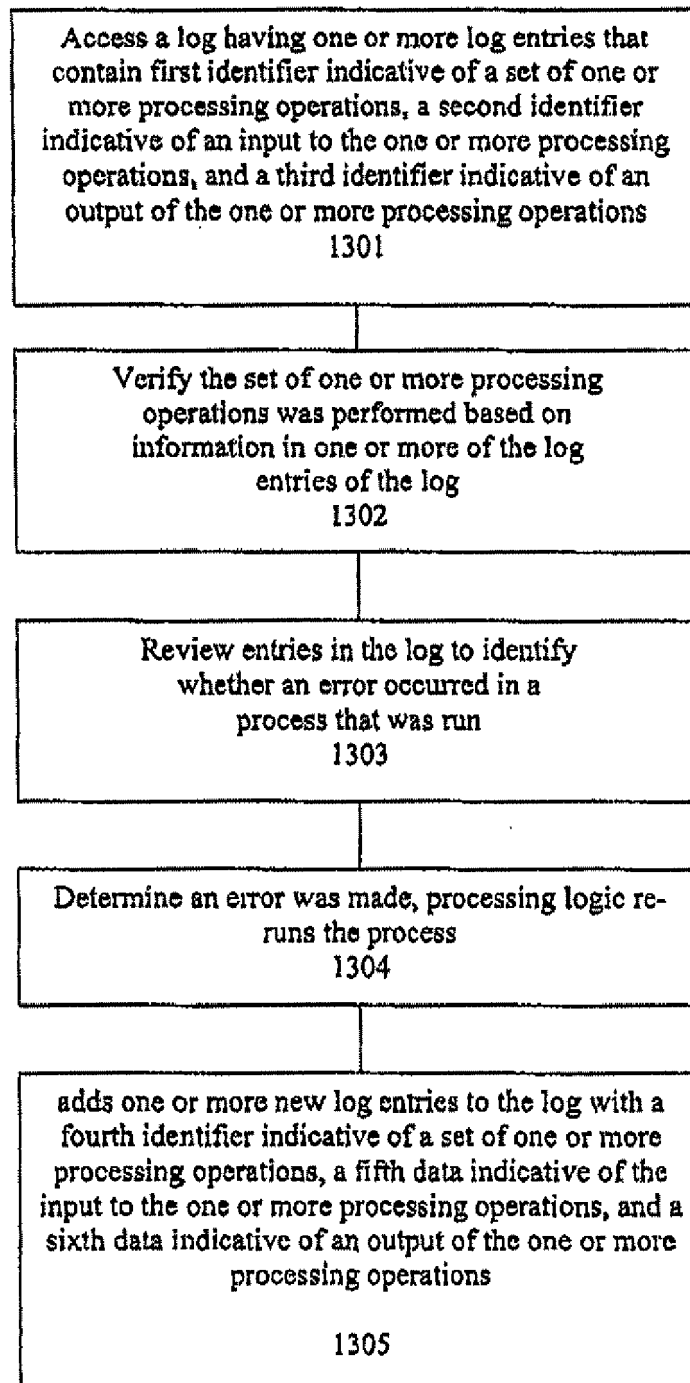 Access a log having one or more log entries that
contain first identifier indicative of a set of one or
more processing operations, a second identifier
indicative of an input to the one or more processing
operations, and a third identifier indicative of an
output of the one or more processing operations
1301
Verify the set of one or more processing
operations was performed based on
information in one or more of the log
entries of the log
1302
Review entries in the log to identify
whether an error occurred in a
process that was run
1303
Determine an error was made, processing logic re-
runs the process
1304
adds one or more new log entries to the log with a
fourth identifier indicative of a set of one or more
processing operations, a fifth data indicative of the
input to the one or more processing operations, and a
sixth data indicative of an output of the one or more
processing operations
1305